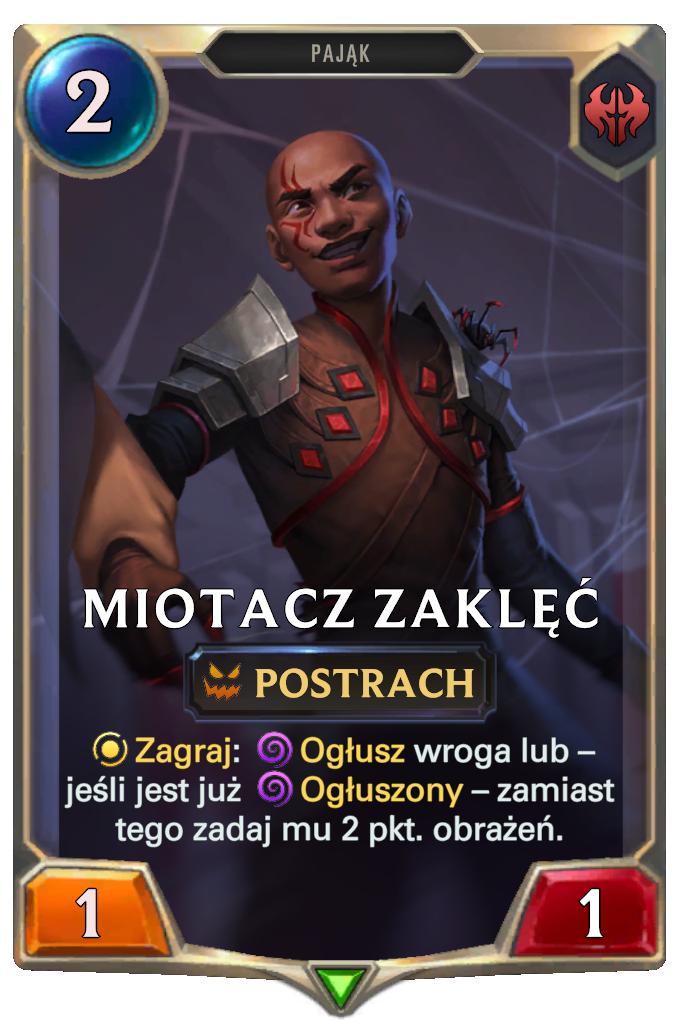 PAJĄK
2
MIOTACZ ZAKLĘĆ
POSTRACH
Zagraj: Ogłusz wroga lub –
jeśli jest już Ogłuszony – zamiast
tego zadaj mu 2 pkt. obrażeń.
1
1